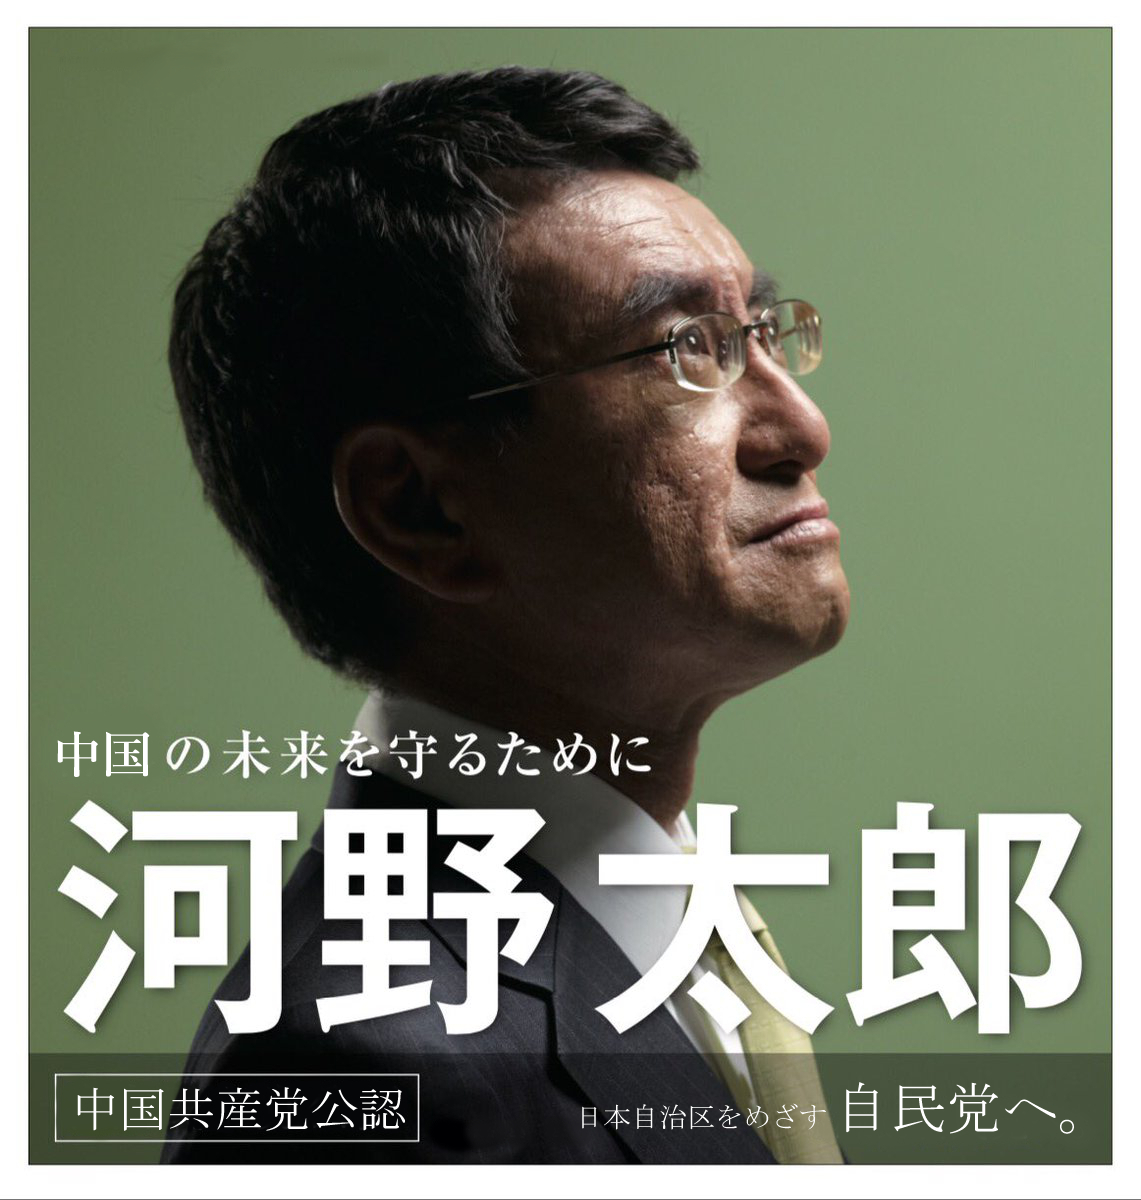 中国の未来を守るために
河野太郎
中国共産党公認
日本自治区をめざす 自民党へ。